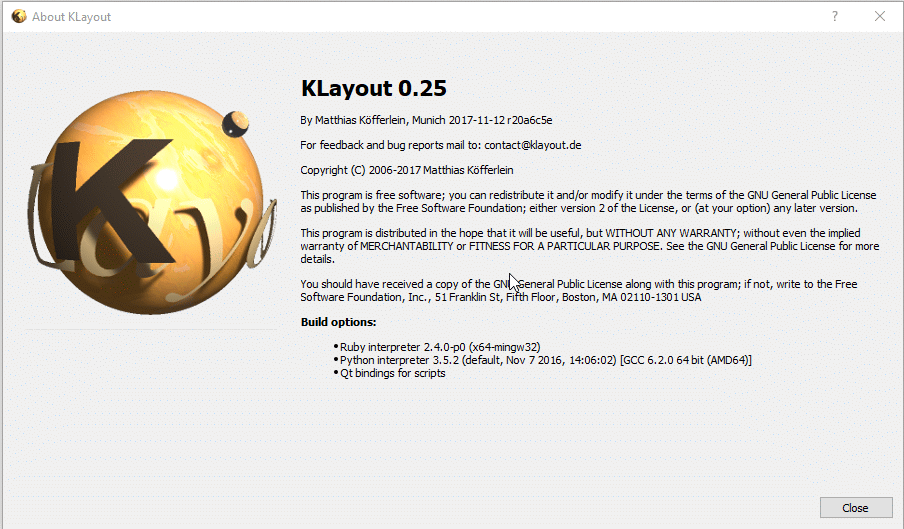 About KLayout
?
KLayout 0.25
By Matthias Köfferlein, Munich 2017-11-12 r20a6c5e
For feedback and bug reports mail to: contact@klayout.de
Copyright (C) 2006-2017 Matthias Köfferlein
This program is free software; you can redistribute it and/or modify it under the terms of the GNU General Public License
as published by the Free Software Foundation; either version 2 of the License, or (at your option) any later version.
This program is distributed in the hope that it will be useful, but WITHOUT ANY WARRANTY; without even the implied
warranty of MERCHANTABILITY or FITNESS FOR A PARTICULAR PURPOSE. See the GNU General Public License for more
details.
You should have received a copy of the GNU General Public License along with this program; if not, write to the Free
Software Foundation, Inc., 51 Franklin St, Fifth Floor, Boston, MA 02110-1301 USA
Build options:
•Ruby interpreter 2.4.0-p0 (x64-mingw32)
•Python interpreter 3.5.2 (default, Nov 7 2016, 14:06:02) [GCC 6.2.0 64 bit (AMD64)]
•Qt bindings for scripts
K
Close